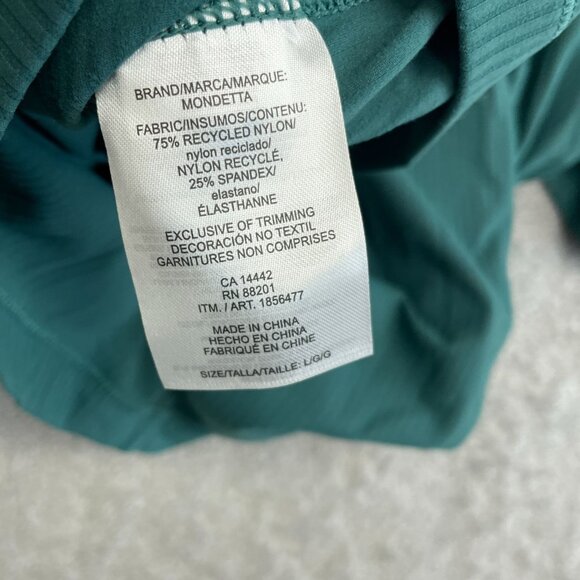 BRAND/MARCA/MARQUE:
MONDETTA
FABRIC/INSUMOS/CONTENU:
75% RECYCLED NYLON/
nylon reciclado/
NYLON RECYCLÉ,
25% SPANDEX/
elastano/
ÉLASTHANNE
EXCLUSIVE OF TRIMMING
DECORACIÓN NO TEXTIL
GARNITURES NON COMPRISES
CA 14442
RN 88201
ITM. / ART. 1856477
MADE IN CHINA
HECHO EN CHINA
FABRIQUÉ EN CHINE
SIZE/TALLA/TAILLE: L/G/G